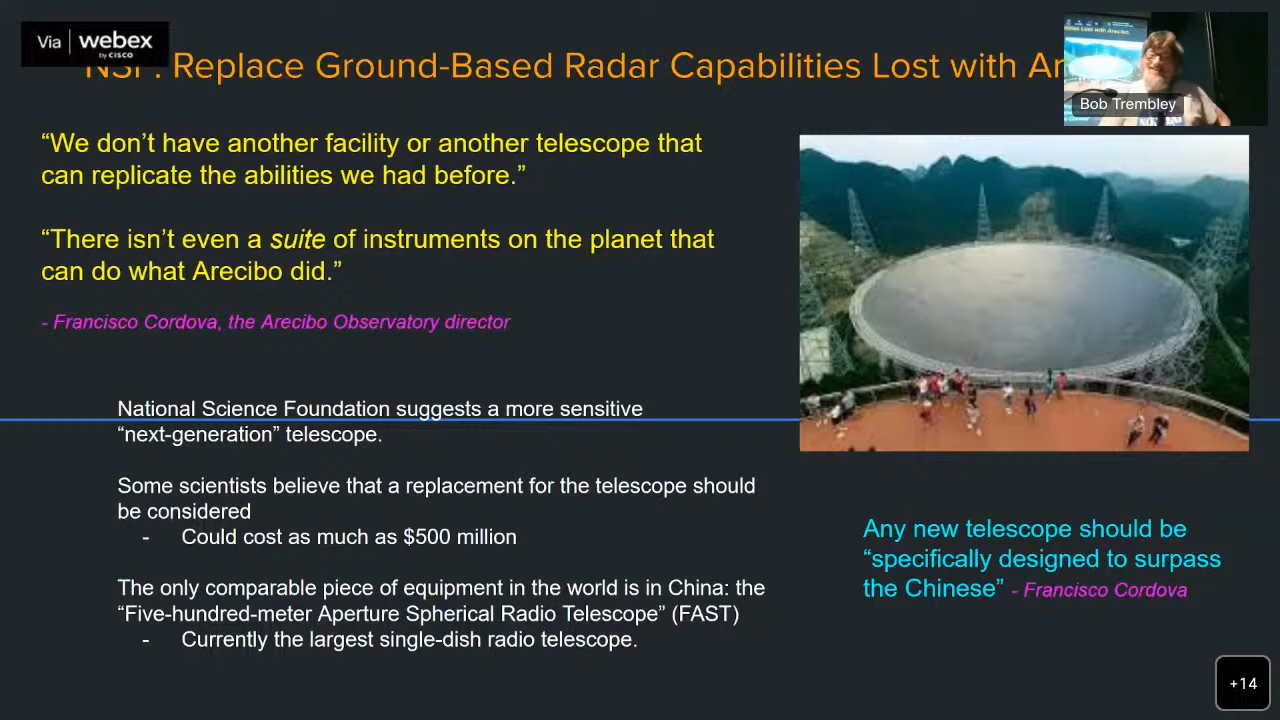 Via webex
by CISCO
Replace Ground-Based Radar Capabilities Lost with
Bob Trembley
“We don’t have another facility or another telescope that
can replicate the abilities we had before.”
“There isn’t even a suite of instruments on the planet that
can do what Arecibo did.”
- Francisco Cordova, the Arecibo Observatory director
National Science Foundation suggests a more sensitive
“next-generation” telescope.
Some scientists believe that a replacement for the telescope should
be considered
- Could cost as much as $500 million
The only comparable piece of equipment in the world is in China: the
“Five-hundred-meter Aperture Spherical Radio Telescope” (FAST)
- Currently the largest single-dish radio telescope.
Any new telescope should be
“specifically designed to surpass
the Chinese” - Francisco Cordova
+14